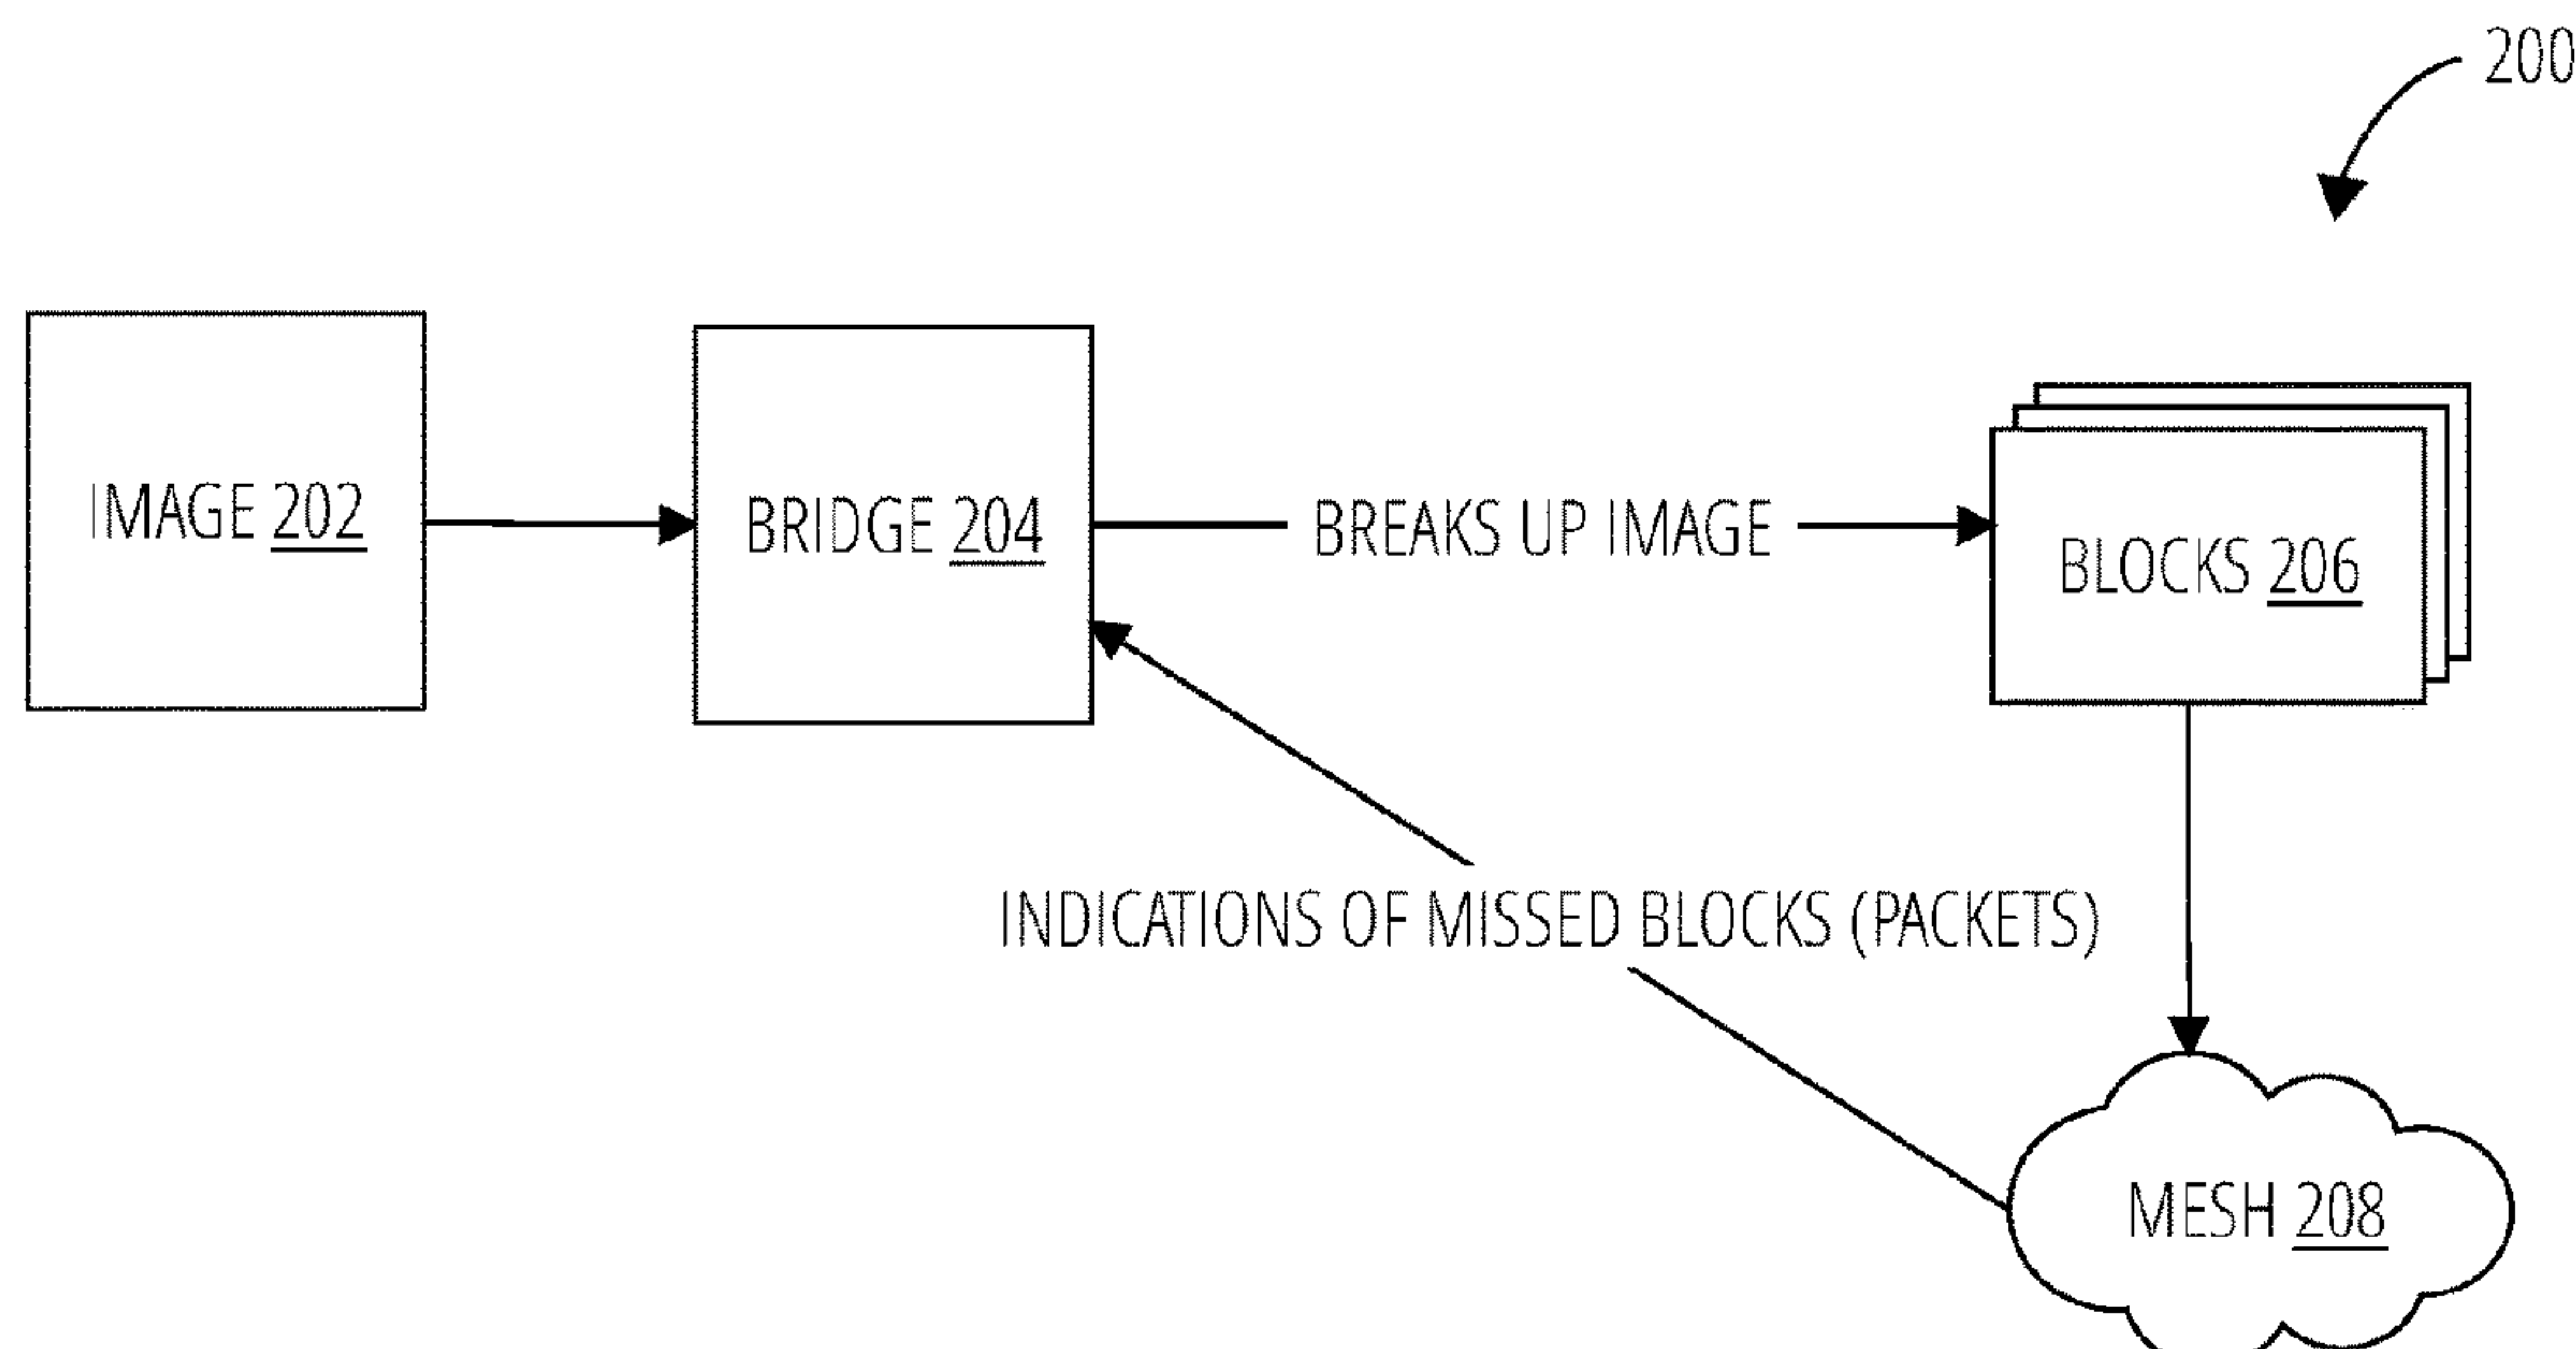 200
IMAGE 202
BRIDGE 204
BREAKS UP IMAGE
BLOCKS 206
INDICATIONS OF MISSED BLOCKS (PACKETS)
MESH 208